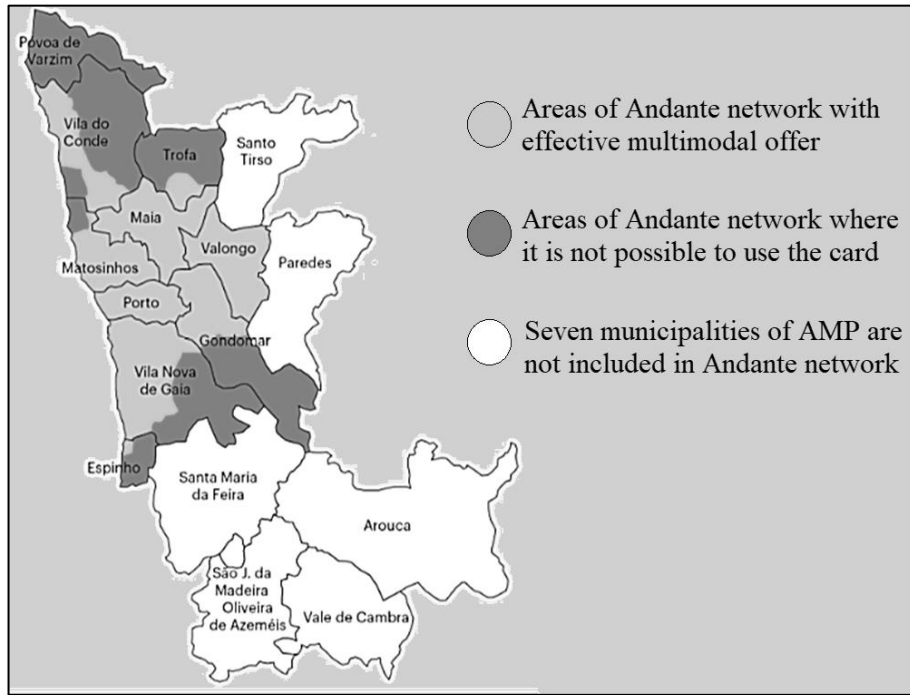 Póvoa de
Varzim
Vila do
Conde
Trofa
Santo
Tirso
Maia
Valongo
Paredes
Matosinhos
Porto
Gondomar
Vila Nova
de Gaia
Espinho
Santa Maria
da Feira
Arouca
São J. da
Madeira
Oliveira
de Azeméis
Vale de Cambra
Areas of Andante network with
effective multimodal offer
Areas of Andante network where
it is not possible to use the card
Seven municipalities of AMP are
not included in Andante network